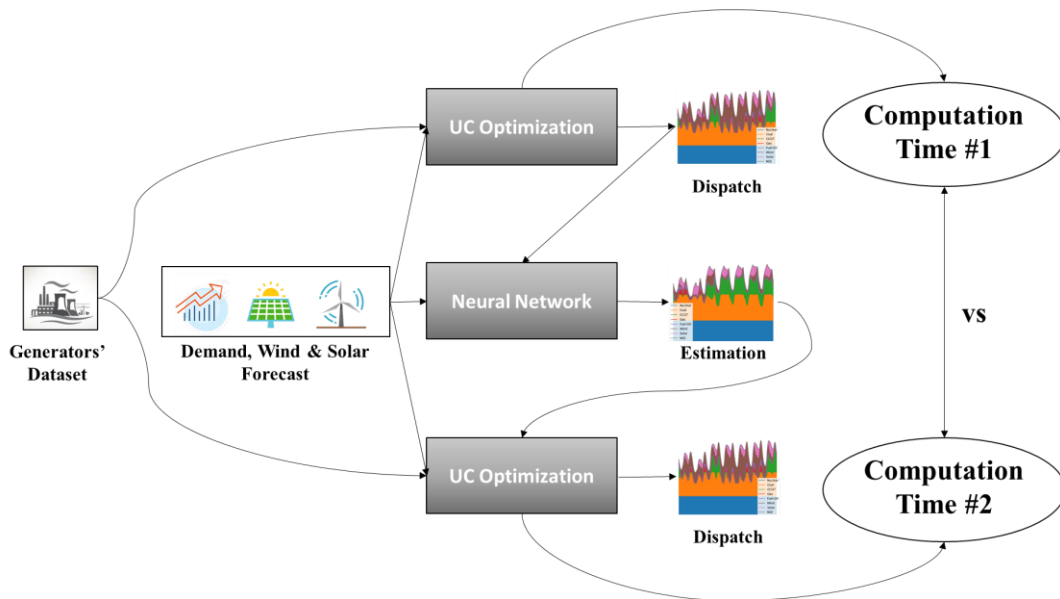 UC Optimization
Dispatch
Computation
Time #1
Generators’
Dataset
Demand, Wind & Solar
Forecast
Neural Network
Estimation
vs
UC Optimization
Dispatch
Computation
Time #2